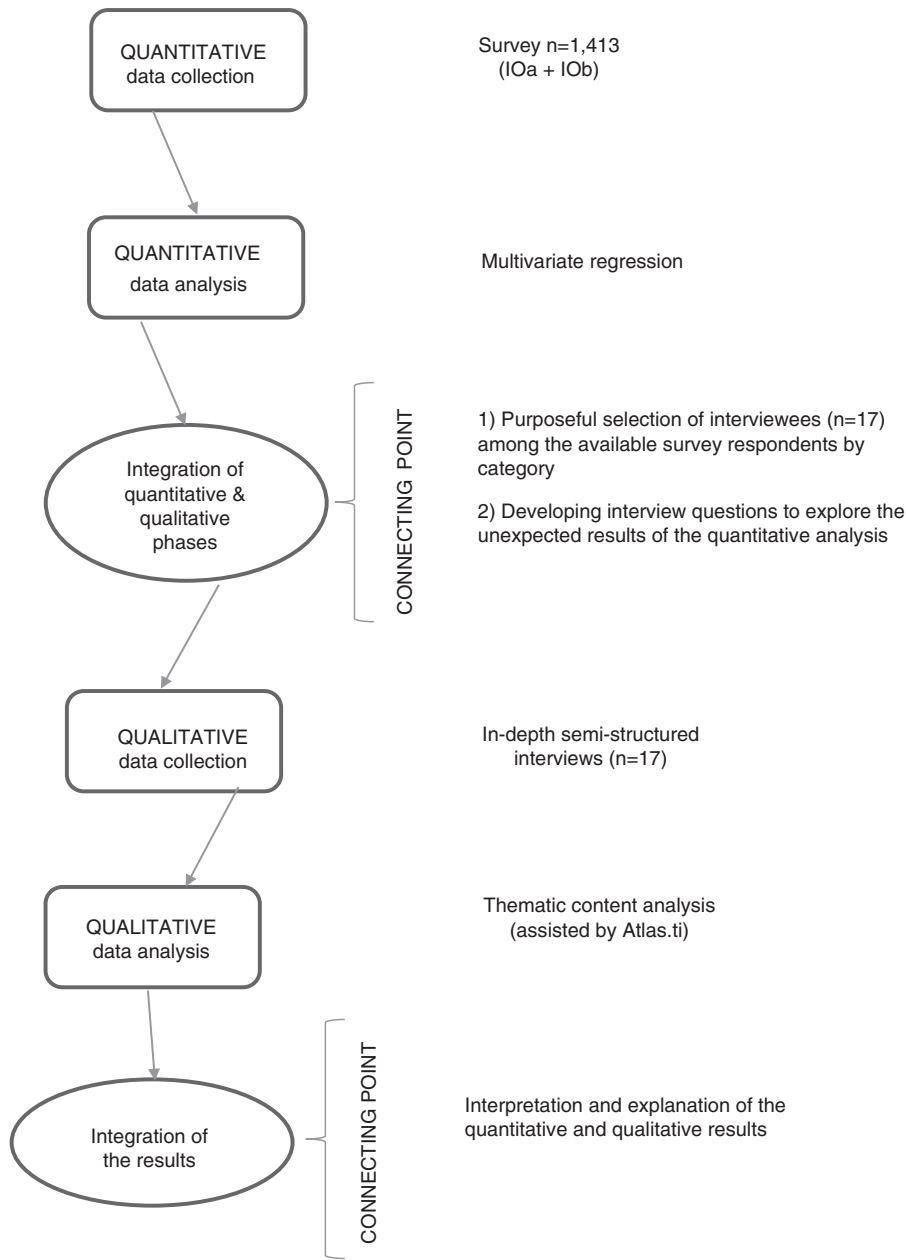 QUANTITATIVE
data collection
Survey n=1,413
(IOa + IOb)
QUANTITATIVE
data analysis
Multivariate regression
Integration of
quantitative &
qualitative
phases
CONNECTING POINT
1) Purposeful selection of interviewees (n=17)
among the available survey respondents by
category
2) Developing interview questions to explore the
unexpected results of the quantitative analysis
QUALITATIVE
data collection
In-depth semi-structured
interviews (n=17)
QUALITATIVE
data analysis
Thematic content analysis
(assisted by Atlas.ti)
Integration of
the results
CONNECTING POINT
Interpretation and explanation of the
quantitative and qualitative results